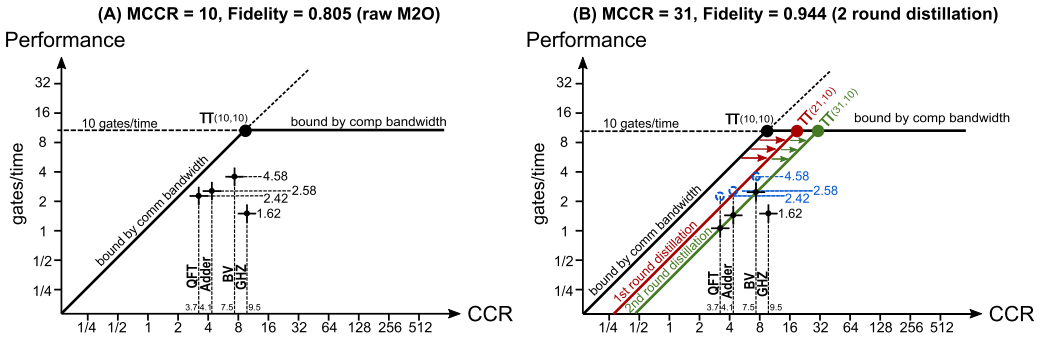 (A) MCCR = 10, Fidelity = 0.805 (raw M2O)
Performance
gates/time
32
16
8
4
2
1
1/2
1/4
10 gates/time
π(10,10)
bound by comp bandwidth
bound by comm bandwidth
4.58
2.58
2.42
1.62
QFT
Adder
BV
GHZ
3.7
4.1
7.5
9.5
CCR
1/4 1/2 1 2 4 8 16 32 64 128 256 512
(B) MCCR = 31, Fidelity = 0.944 (2 round distillation)
Performance
gates/time
32
16
8
4
2
1
1/2
1/4
10 gates/time
π(10,10)
π(21,10)
π(31,10)
bound by comp bandwidth
bound by comm bandwidth
1st round distillation
2nd round distillation
4.58
2.58
2.42
1.62
QFT
Adder
BV
GHZ
3.7
4.1
7.5
9.5
CCR
1/4 1/2 1 2 4 8 16 32 64 128 256 512